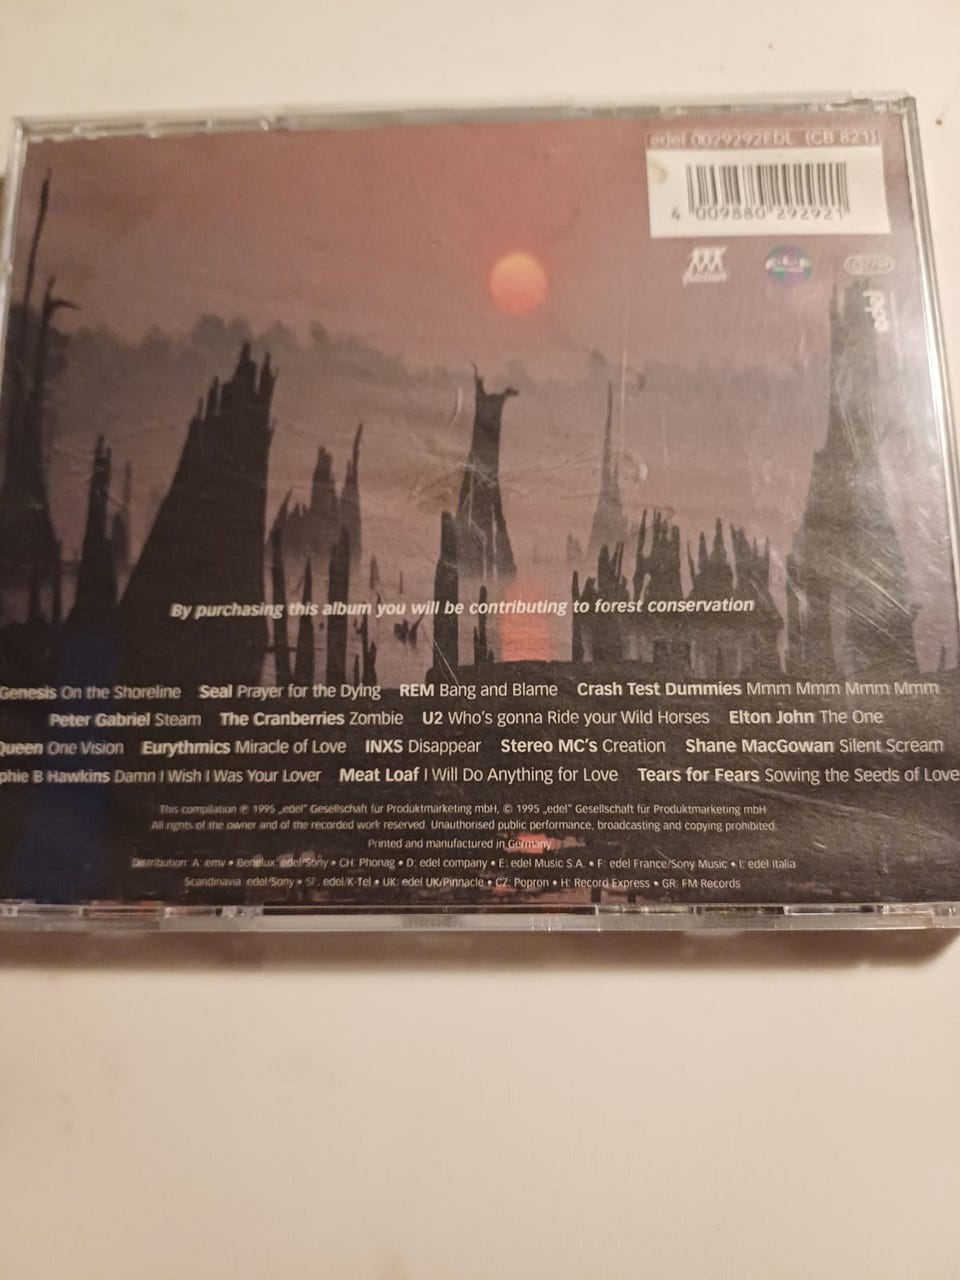 edel 0029292EDL (CB 821)
4 009880 292921
edel
By purchasing this album you will be contributing to forest conservation
Genesis On the Shoreline Seal Prayer for the Dying REM Bang and Blame Crash Test Dummies Mmm Mmm Mmm Mmm
Peter Gabriel Steam The Cranberries Zombie U2 Who's gonna Ride your Wild Horses Elton John The One
Queen One Vision Eurythmics Miracle of Love INXS Disappear Stereo MC's Creation Shane MacGowan Silent Scream
phie B Hawkins Damn I Wish I Was Your Lover Meat Loaf I Will Do Anything for Love Tears for Fears Sowing the Seeds of Love
This compilation ℗ 1995 „edel" Gesellschaft für Produktmarketing mbH, © 1995 „edel" Gesellschaft für Produktmarketing mbH
All rights of the owner and of the recorded work reserved. Unauthorised public performance, broadcasting and copying prohibited.
Printed and manufactured in Germany
Distribution: A: emv • Benelux: edel/Sony • CH: Phonag • D: edel company • E: edel Music S.A. • F: edel France/Sony Music • I: edel Italia
Scandinavia: edel/Sony • SF: edel/K-Tel • UK: edel UK/Pinnacle • CZ: Popron • H: Record Express • GR: FM Records